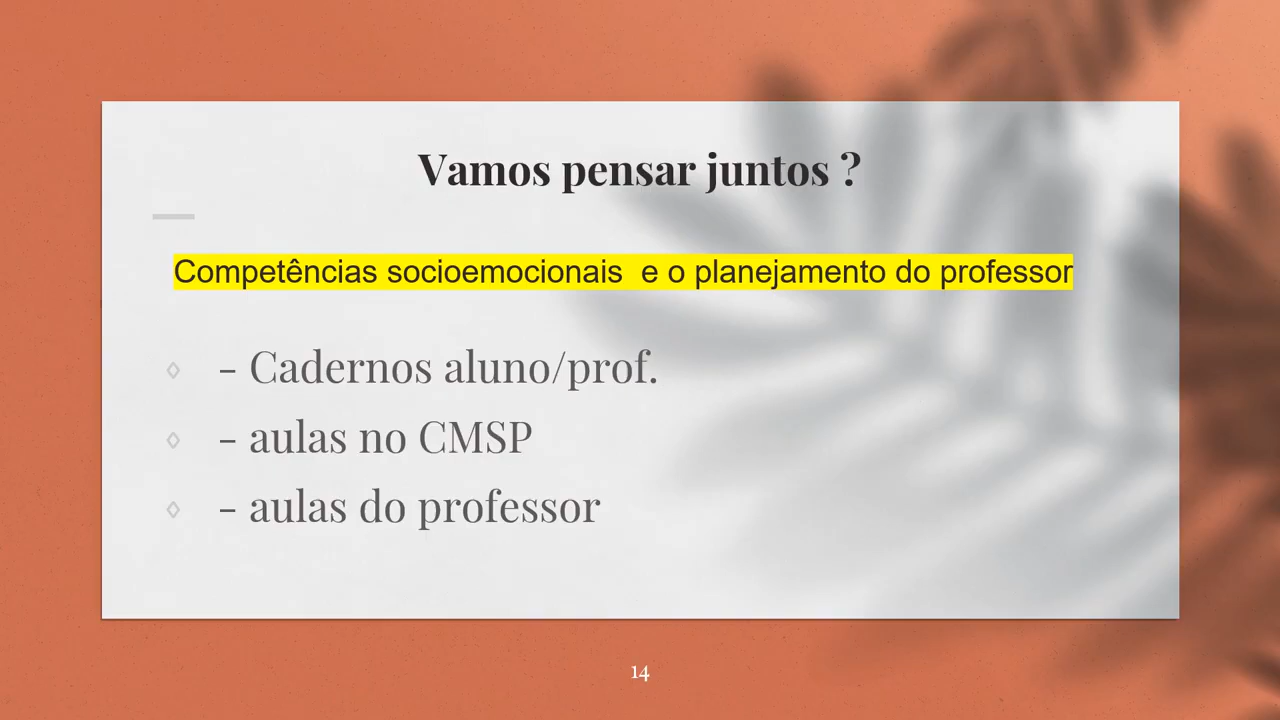 Vamos pensar juntos ?
Competências socioemocionais  e o planejamento do professor
- Cadernos aluno/prof.
- aulas no CMSP
- aulas do professor
14